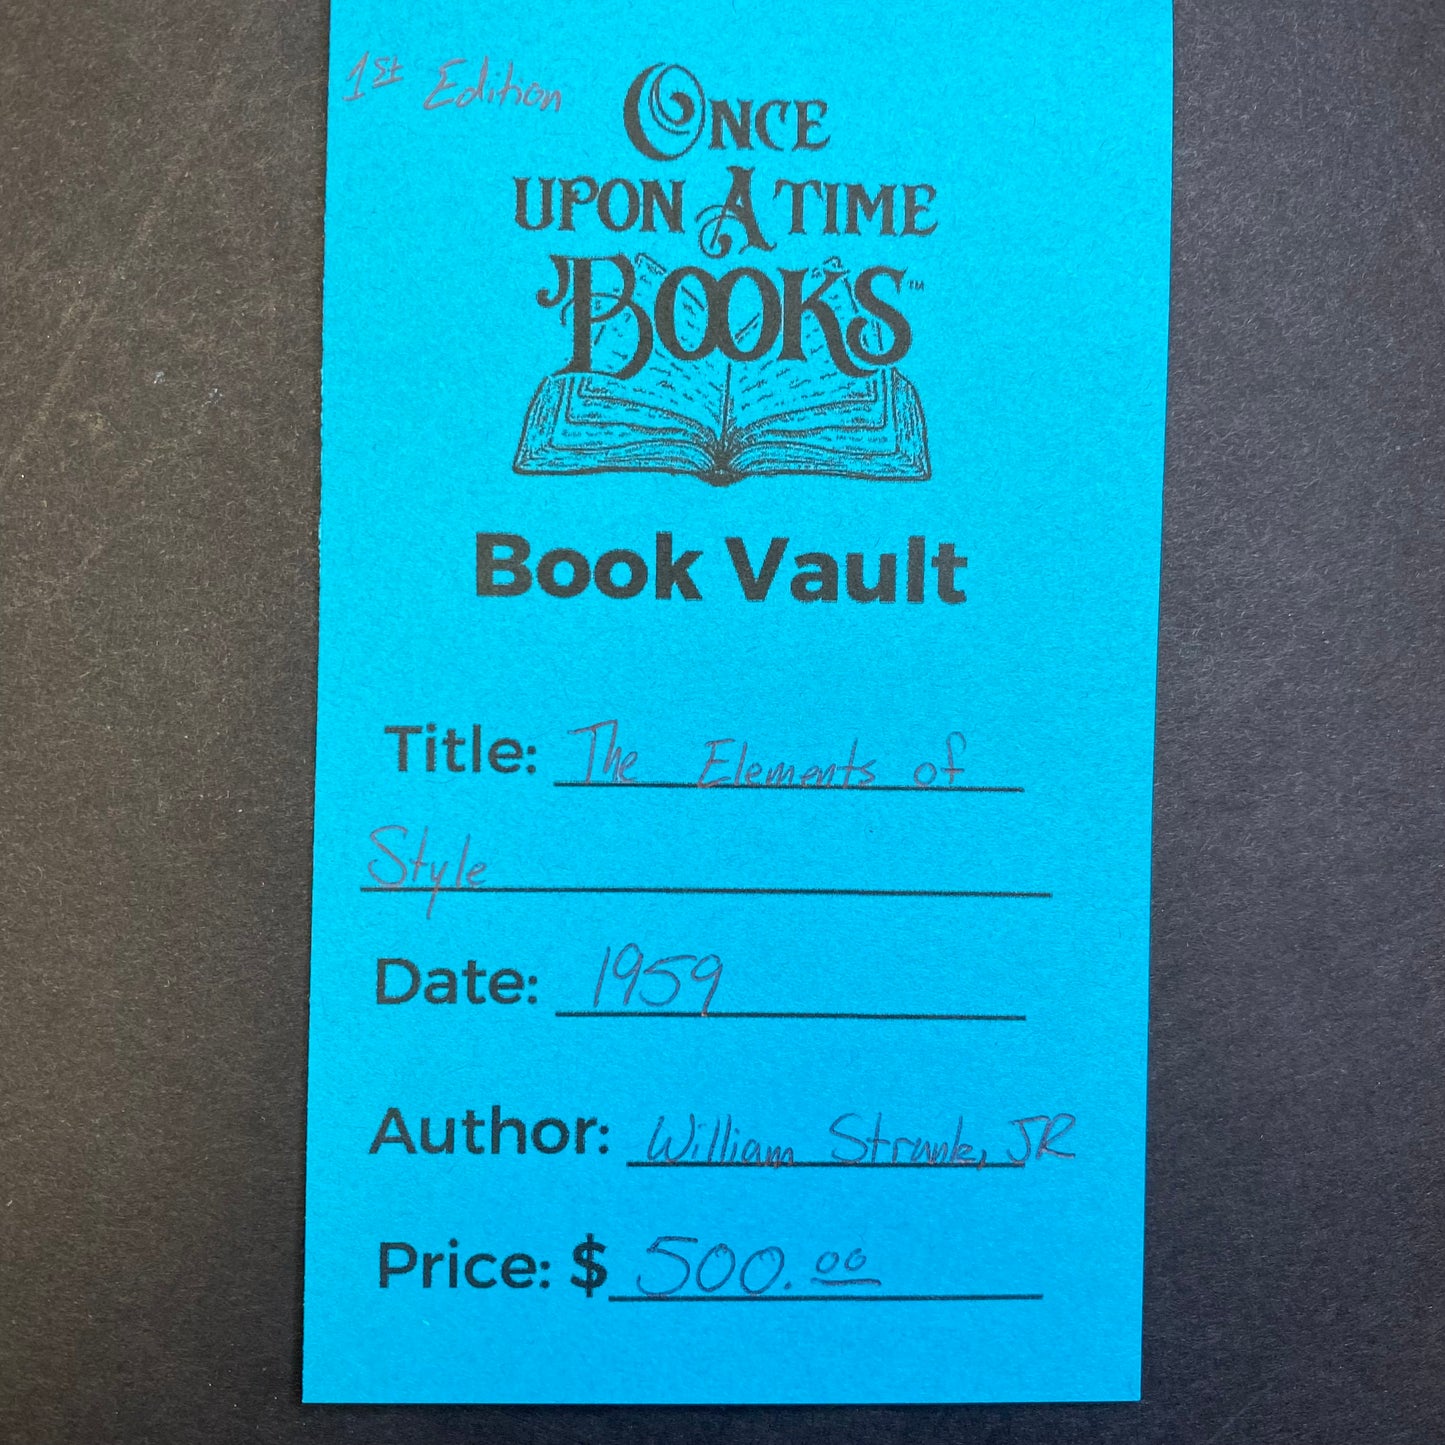 1st Edition
ONCE
UPON A TIME
BOOKS™
Book Vault
Title: The Elements of
Style
Date: 1959
Author: William Strunk, JR
Price: $ 500.00